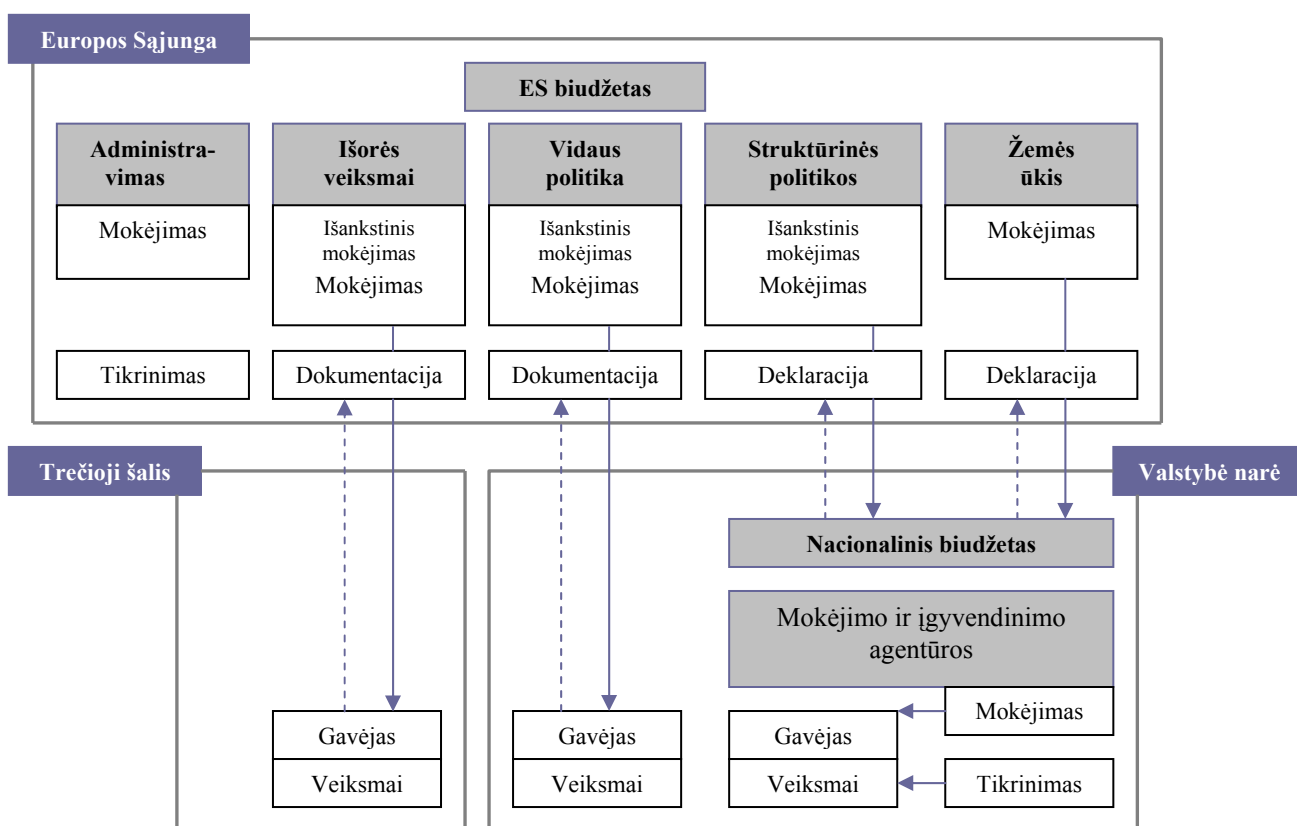 Europos Sąjunga
ES biudžetas
Administra-
vimas
Mokėjimas
Tikrinimas
Išorės
veiksmai
Išankstinis
mokėjimas
Mokėjimas
Dokumentacija
Vidaus
politika
Išankstinis
mokėjimas
Mokėjimas
Dokumentacija
Struktūrinės
politikos
Išankstinis
mokėjimas
Mokėjimas
Deklaracija
Žemės
ūkis
Mokėjimas
Deklaracija
Trečioji šalis
Gavėjas
Veiksmai
Valstybė narė
Nacionalinis biudžetas
Mokėjimo ir įgyvendinimo
agentūros
Gavėjas
Veiksmai
Gavėjas
Veiksmai
Mokėjimas
Tikrinimas